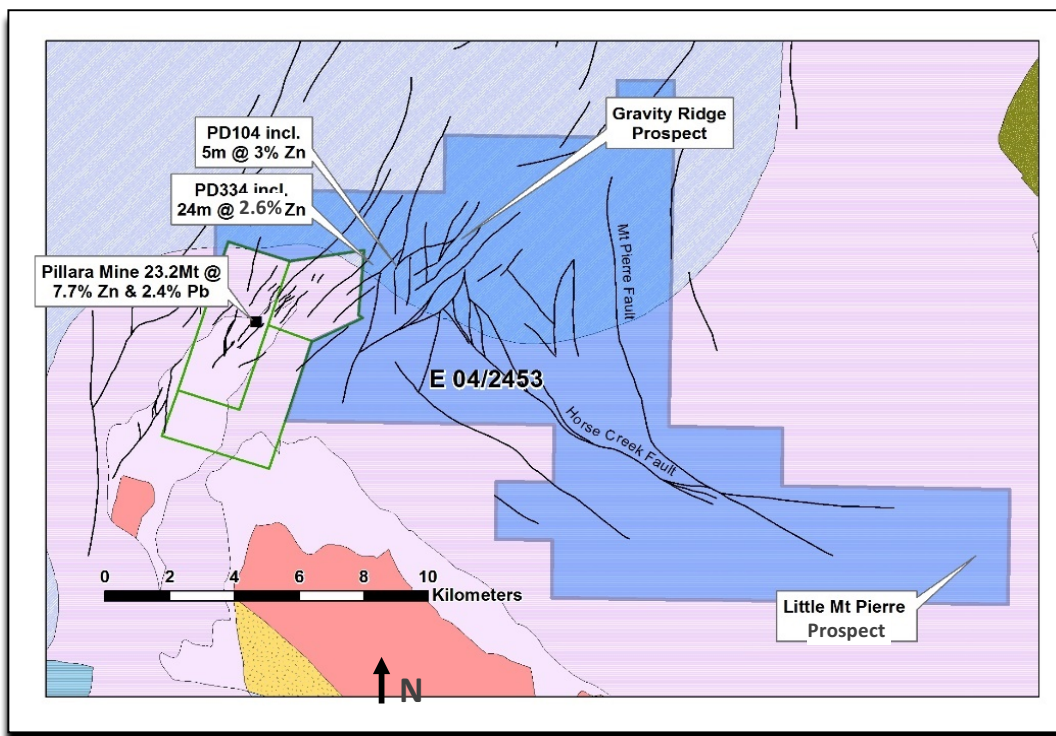 Gravity Ridge
Prospect
PD104 incl.
5m @ 3% Zn
PD334 incl.
24m @ 2.6% Zn
Pillara Mine 23.2Mt @
7.7% Zn & 2.4% Pb
Mt Pierre Fault
E 04/2453
Horse Creek Fault
0 2 4 6 8 10
Kilometers
Little Mt Pierre
Prospect
N